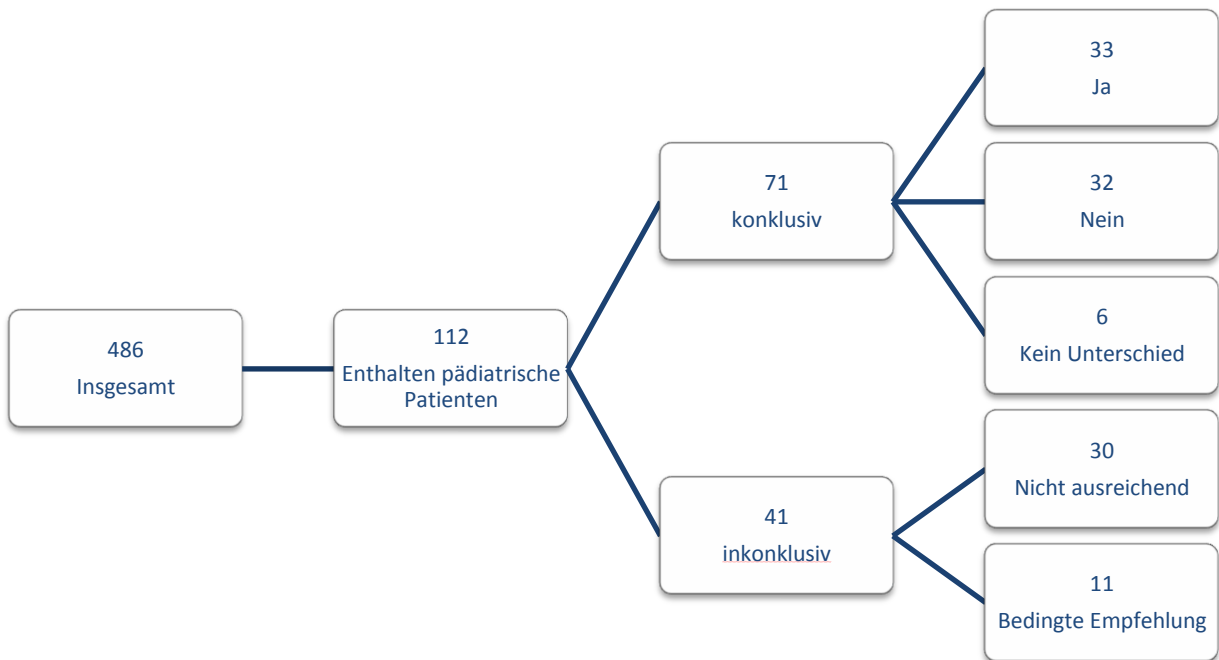 486
Insgesamt
112
Enthalten pädiatrische
Patienten
71
konklusiv
41
inkonklusiv
33
Ja
32
Nein
6
Kein Unterschied
30
Nicht ausreichend
11
Bedingte Empfehlung